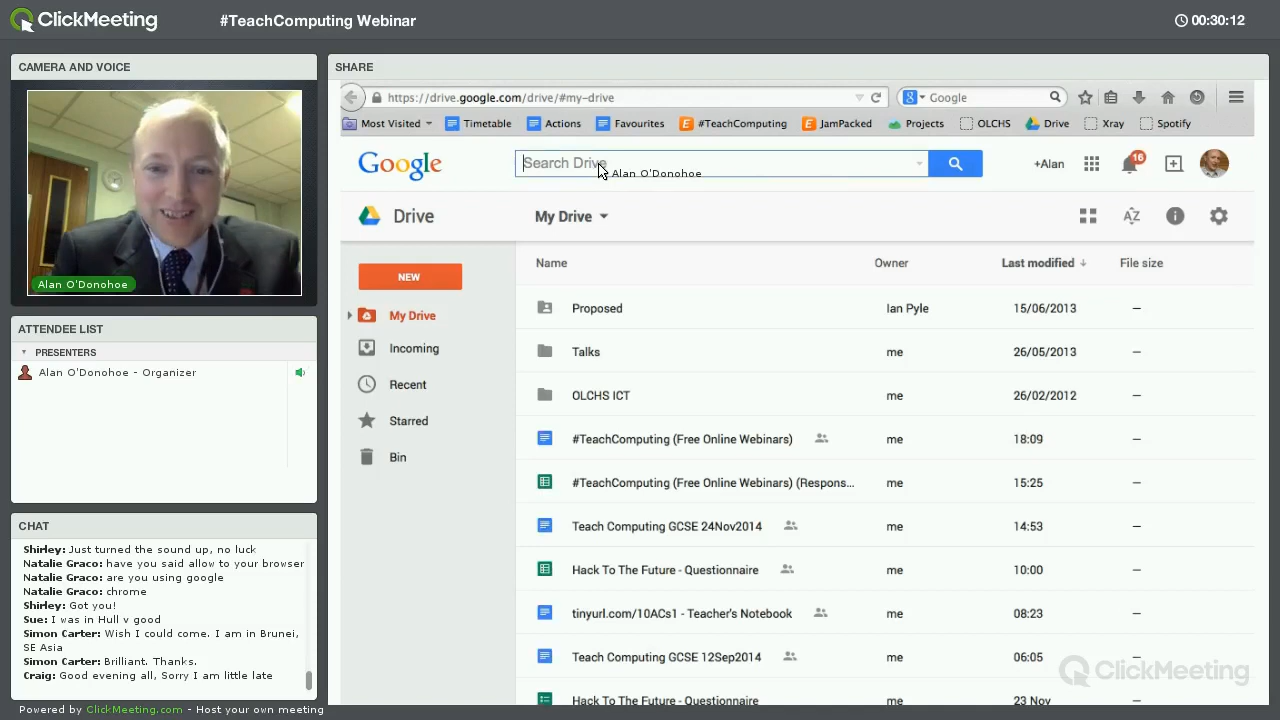 ClickMeeting
#TeachComputing Webinar
00:30:12
CAMERA AND VOICE
Alan O'Donohoe
ATTENDEE LIST
PRESENTERS
Alan O'Donohoe - Organizer
CHAT
Shirley: Just turned the sound up, no luck
Natalie Graco: have you said allow to your browser
Natalie Graco: are you using google
Natalie Graco: chrome
Shirley: Got you!
Sue: I was in Hull v good
Simon Carter: Wish I could come. I am in Brunei,
SE Asia
Simon Carter: Brilliant. Thanks.
Craig: Good evening all, Sorry I am little late
Powered by ClickMeeting.com - Host your own meeting
SHARE
https://drive.google.com/drive/#my-drive
Google
Most Visited Timetable Actions Favourites #TeachComputing JamPacked Projects OLCHS Drive Xray Spotify
Google
Search Drive
Alan O'Donohoe
+Alan
16
Drive
My Drive
AZ
NEW
My Drive
Incoming
Recent
Starred
Bin
Name Owner Last modified File size
Proposed Ian Pyle 15/06/2013 —
Talks me 26/05/2013 —
OLCHS ICT me 26/02/2012 —
#TeachComputing (Free Online Webinars) me 18:09 —
#TeachComputing (Free Online Webinars) (Respons... me 15:25 —
Teach Computing GCSE 24Nov2014 me 14:53 —
Hack To The Future - Questionnaire me 10:00 —
tinyurl.com/10ACs1 - Teacher's Notebook me 08:23 —
Teach Computing GCSE 12Sep2014 me 06:05 —
Hack To The Future - Questionnaire me 23 Nov —
ClickMeeting